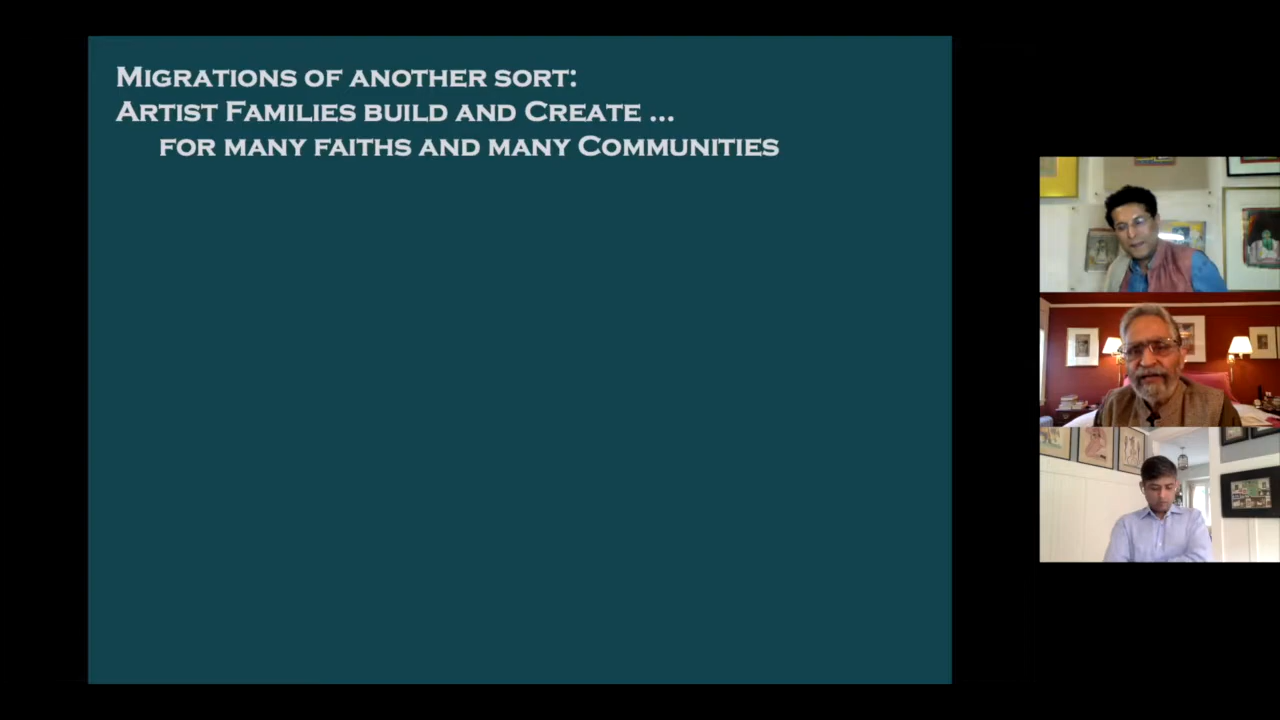 Migrations of another sort:
Artist Families build and Create ...
for many faiths and many Communities